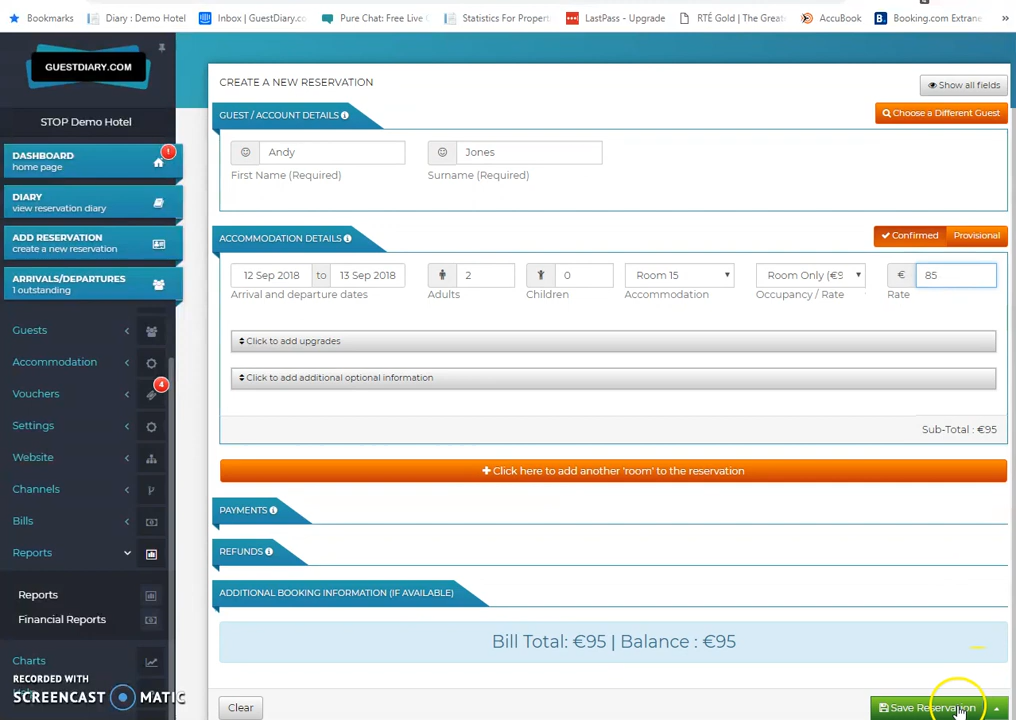 Bookmarks Diary : Demo Hotel Inbox | GuestDiary.c Pure Chat: Free Live Statistics For Proper LastPass - Upgrade RTÉ Gold | The Great AccuBook B. Booking.com Extrane »
GUESTDIARY.COM
STOP Demo Hotel
DASHBOARD
home page
1
DIARY
view reservation diary
ADD RESERVATION
create a new reservation
ARRIVALS/DEPARTURES
1 outstanding
Guests
Accommodation
Vouchers
4
Settings
Website
Channels
Bills
Reports
Reports
Financial Reports
Charts
RECORDED WITH
SCREENCAST MATIC
CREATE A NEW RESERVATION
Show all fields
GUEST / ACCOUNT DETAILS
Choose a Different Guest
Andy Jones
First Name (Required) Surname (Required)
ACCOMMODATION DETAILS
Confirmed Provisional
12 Sep 2018 to 13 Sep 2018 2 0 Room 15 Room Only (€9 € 85
Arrival and departure dates Adults Children Accommodation Occupancy / Rate Rate
Click to add upgrades
Click to add additional optional information
Sub-Total : €95
Click here to add another 'room' to the reservation
PAYMENTS
REFUNDS
ADDITIONAL BOOKING INFORMATION (IF AVAILABLE)
Bill Total: €95 | Balance : €95
Clear Save Reservation